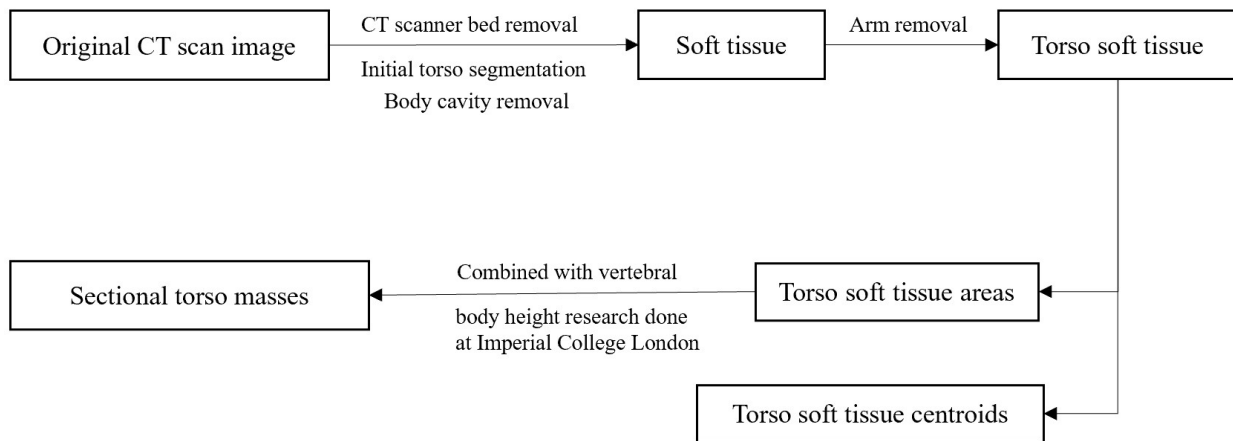 Original CT scan image
CT scanner bed removal
Initial torso segmentation
Body cavity removal
Soft tissue
Arm removal
Torso soft tissue
Sectional torso masses
Combined with vertebral
body height research done
at Imperial College London
Torso soft tissue areas
Torso soft tissue centroids